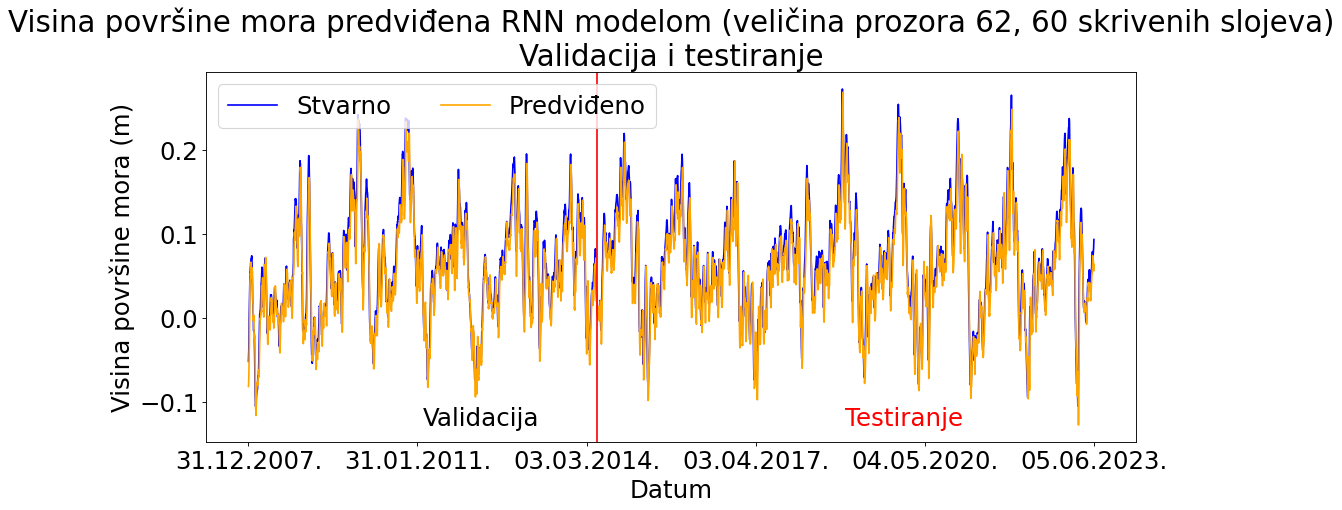 Visina površine mora predviđena RNN modelom (veličina prozora 62, 60 skrivenih slojeva)
Validacija i testiranje
Stvarno
Predviđeno
Visina površine mora (m)
0.2
0.1
0.0
−0.1
Validacija
Testiranje
31.12.2007.
31.01.2011.
03.03.2014.
03.04.2017.
04.05.2020.
05.06.2023.
Datum